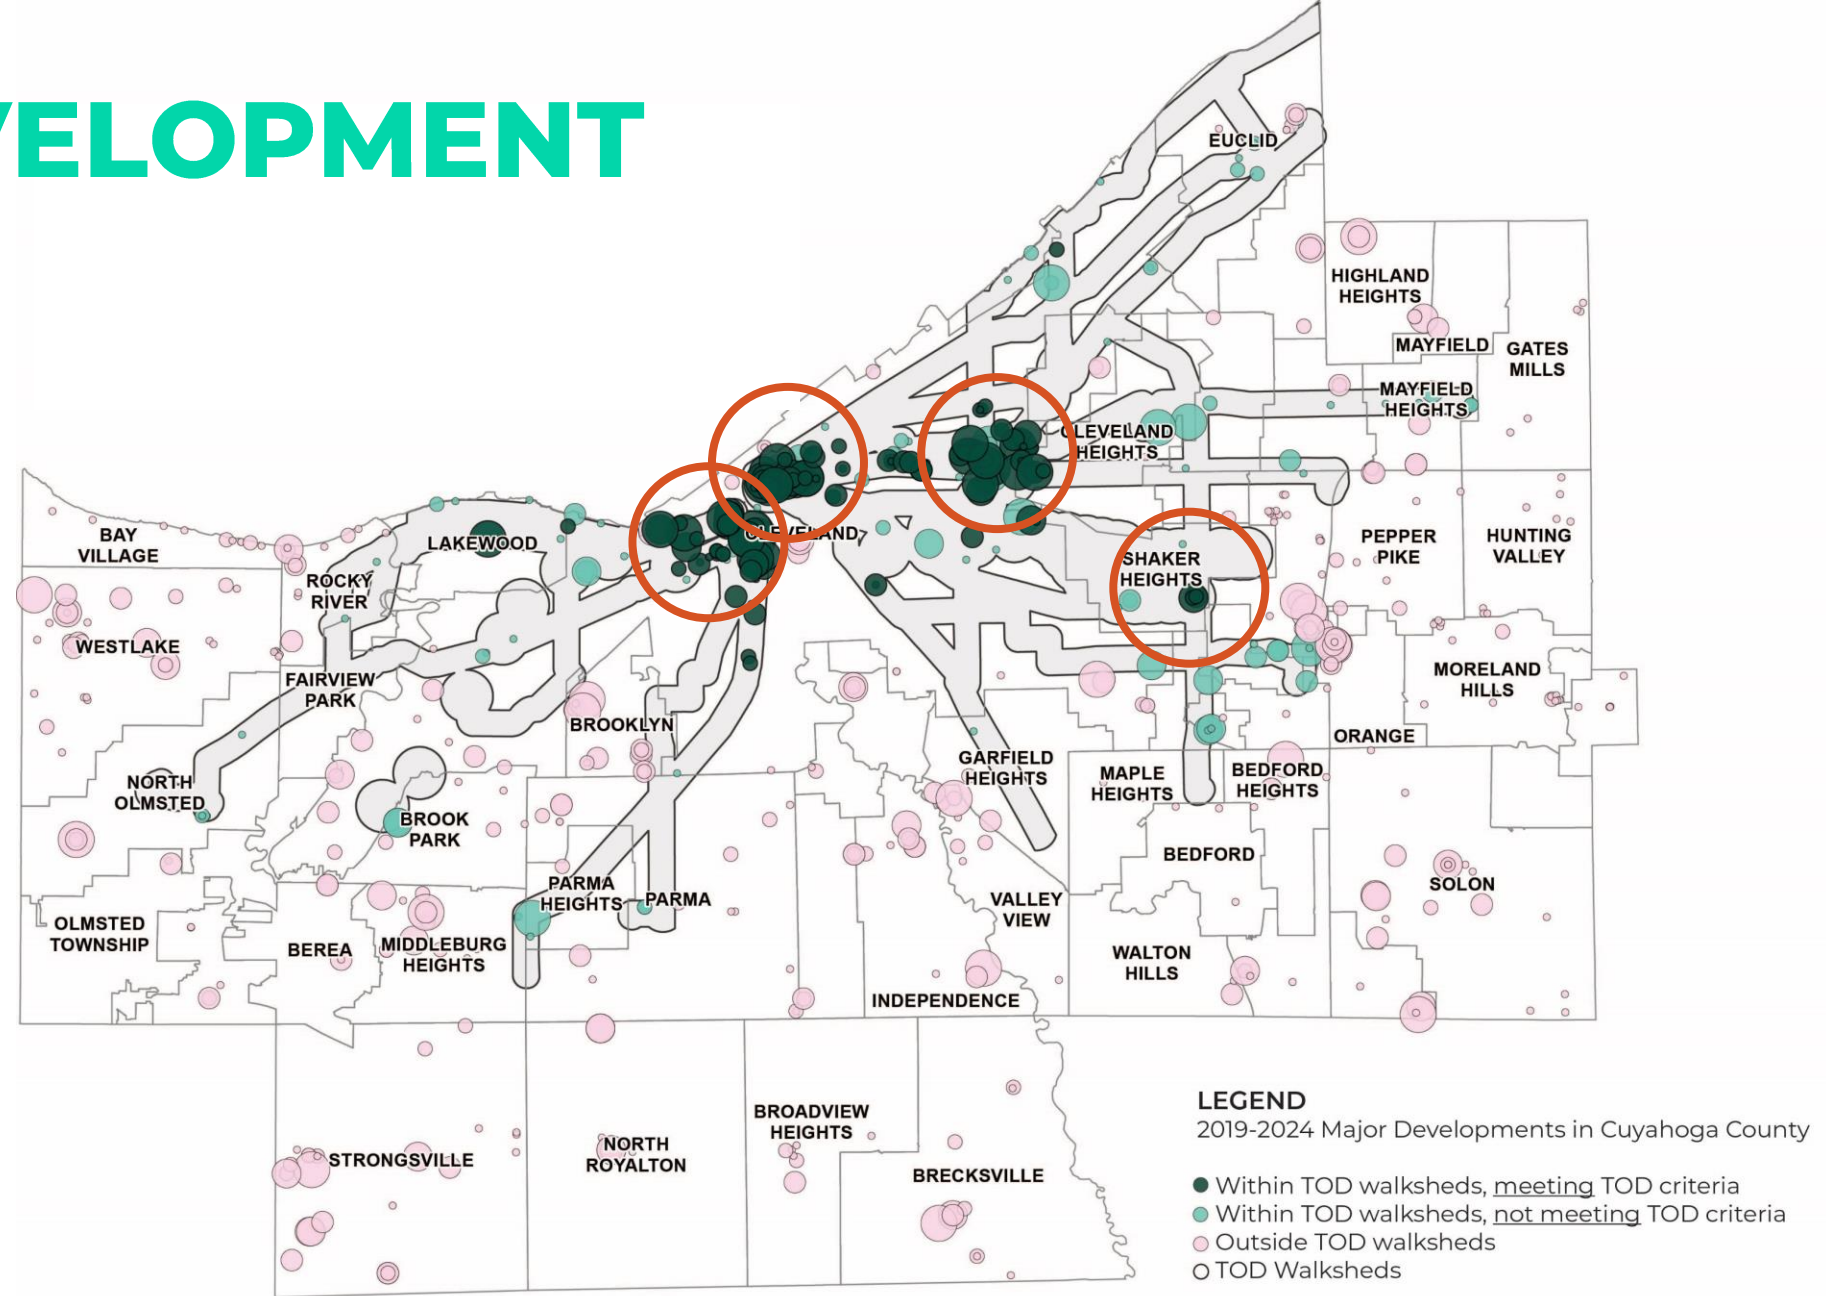 VELOPMENT
EUCLID
HIGHLAND
HEIGHTS
MAYFIELD
GATES
MILLS
MAYFIELD
HEIGHTS
CLEVELAND
HEIGHTS
CLEVELAND
BAY
VILLAGE
LAKEWOOD
ROCKY
RIVER
SHAKER
HEIGHTS
PEPPER
PIKE
HUNTING
VALLEY
WESTLAKE
FAIRVIEW
PARK
MORELAND
HILLS
BROOKLYN
ORANGE
NORTH
OLMSTED
GARFIELD
HEIGHTS
MAPLE
HEIGHTS
BEDFORD
HEIGHTS
BROOK
PARK
BEDFORD
SOLON
PARMA
HEIGHTS
PARMA
VALLEY
VIEW
OLMSTED
TOWNSHIP
BEREA
MIDDLEBURG
HEIGHTS
WALTON
HILLS
INDEPENDENCE
STRONGSVILLE
NORTH
ROYALTON
BROADVIEW
HEIGHTS
BRECKSVILLE
LEGEND
2019-2024 Major Developments in Cuyahoga County
Within TOD walksheds, meeting TOD criteria
Within TOD walksheds, not meeting TOD criteria
Outside TOD walksheds
TOD Walksheds